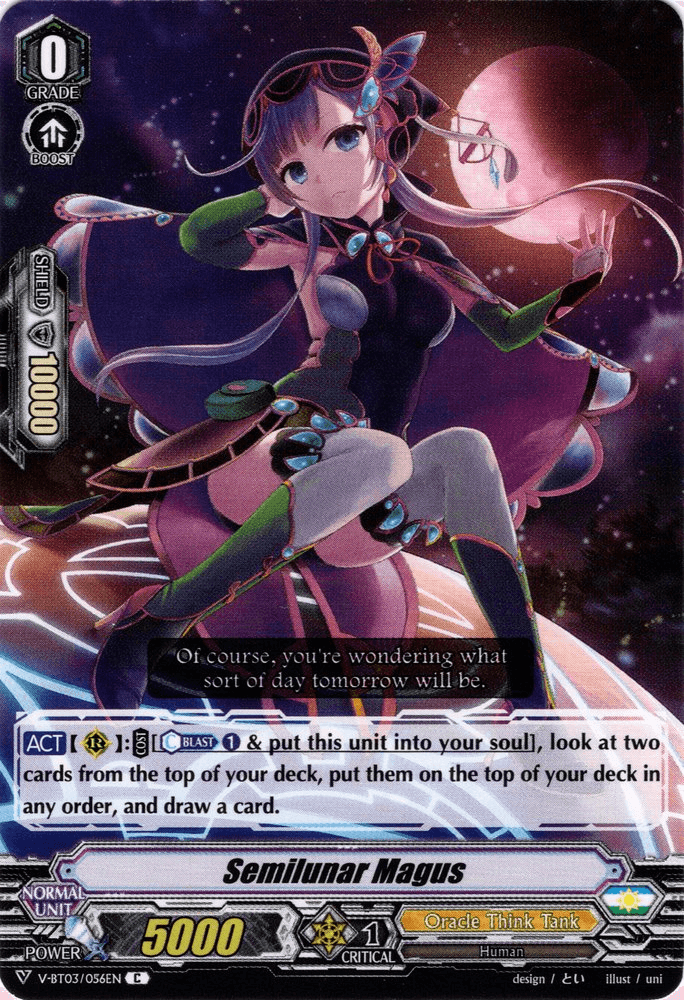 0
GRADE
BOOST
SHIELD
10000
Of course, you're wondering what
sort of day tomorrow will be.
ACT【 R 】:COST[C BLAST 1 & put this unit into your soul], look at two
cards from the top of your deck, put them on the top of your deck in
any order, and draw a card.
Semilunar Magus
NORMAL
UNIT
POWER
5000
1
CRITICAL
Oracle Think Tank
Human
V V-BT03/056EN C
design / とい illust / uni